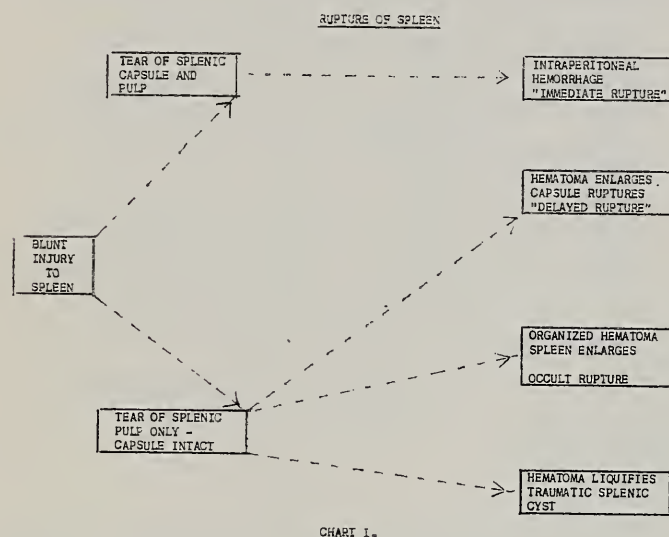 RUPTURE OF SPLEEN
TEAR OF SPLENIC
CAPSULE AND
PULP
INTRAPERITONEAL
HEMORRHAGE
"IMMEDIATE RUPTURE"
HEMATOMA ENLARGES
CAPSULE RUPTURES
"DELAYED RUPTURE"
BLUNT
INJURY
TO
SPLEEN
ORGANIZED HEMATOMA
SPLEEN ENLARGES
OCCULT RUPTURE
TEAR OF SPLENIC
PULP ONLY -
CAPSULE INTACT
HEMATOMA LIQUIFIES
TRAUMATIC SPLENIC
CYST
CHART I-